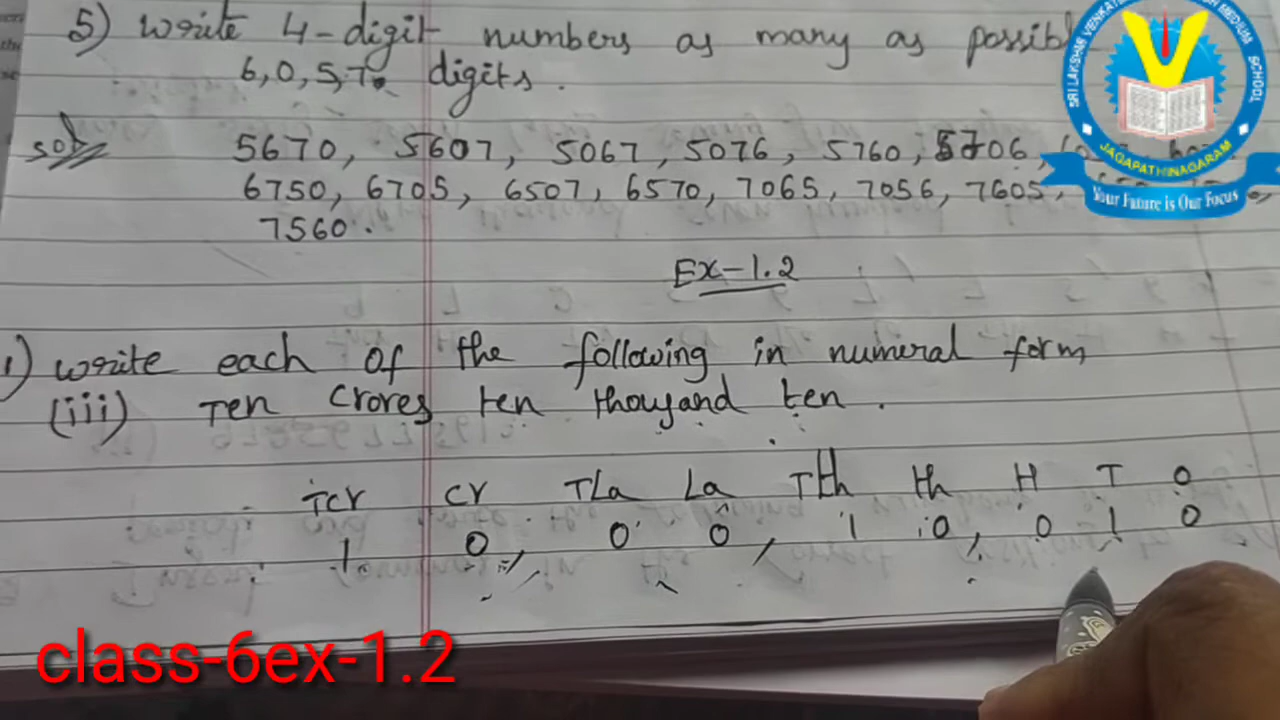 5) write 4-digit numbers as many as possib
6,0,5,7. digits.
sol 5670, 5607, 5067, 5076, 5760, 5706,
6750, 6705, 6507, 6570, 7065, 7056, 7605,
7560.
Ex-1.2
1) write each of the following in numeral form
(iii) Ten crores ten thousand ten.
Tcr cr TLa La Tth th H T O
1 0, 0 0, 1 0, 0 1 0
SRI LAKSHMI VENKATE SH MEDIUM SCHOOL
JAGAPATHINAGARAM
Your Future is Our Focus
class-6ex-1.2